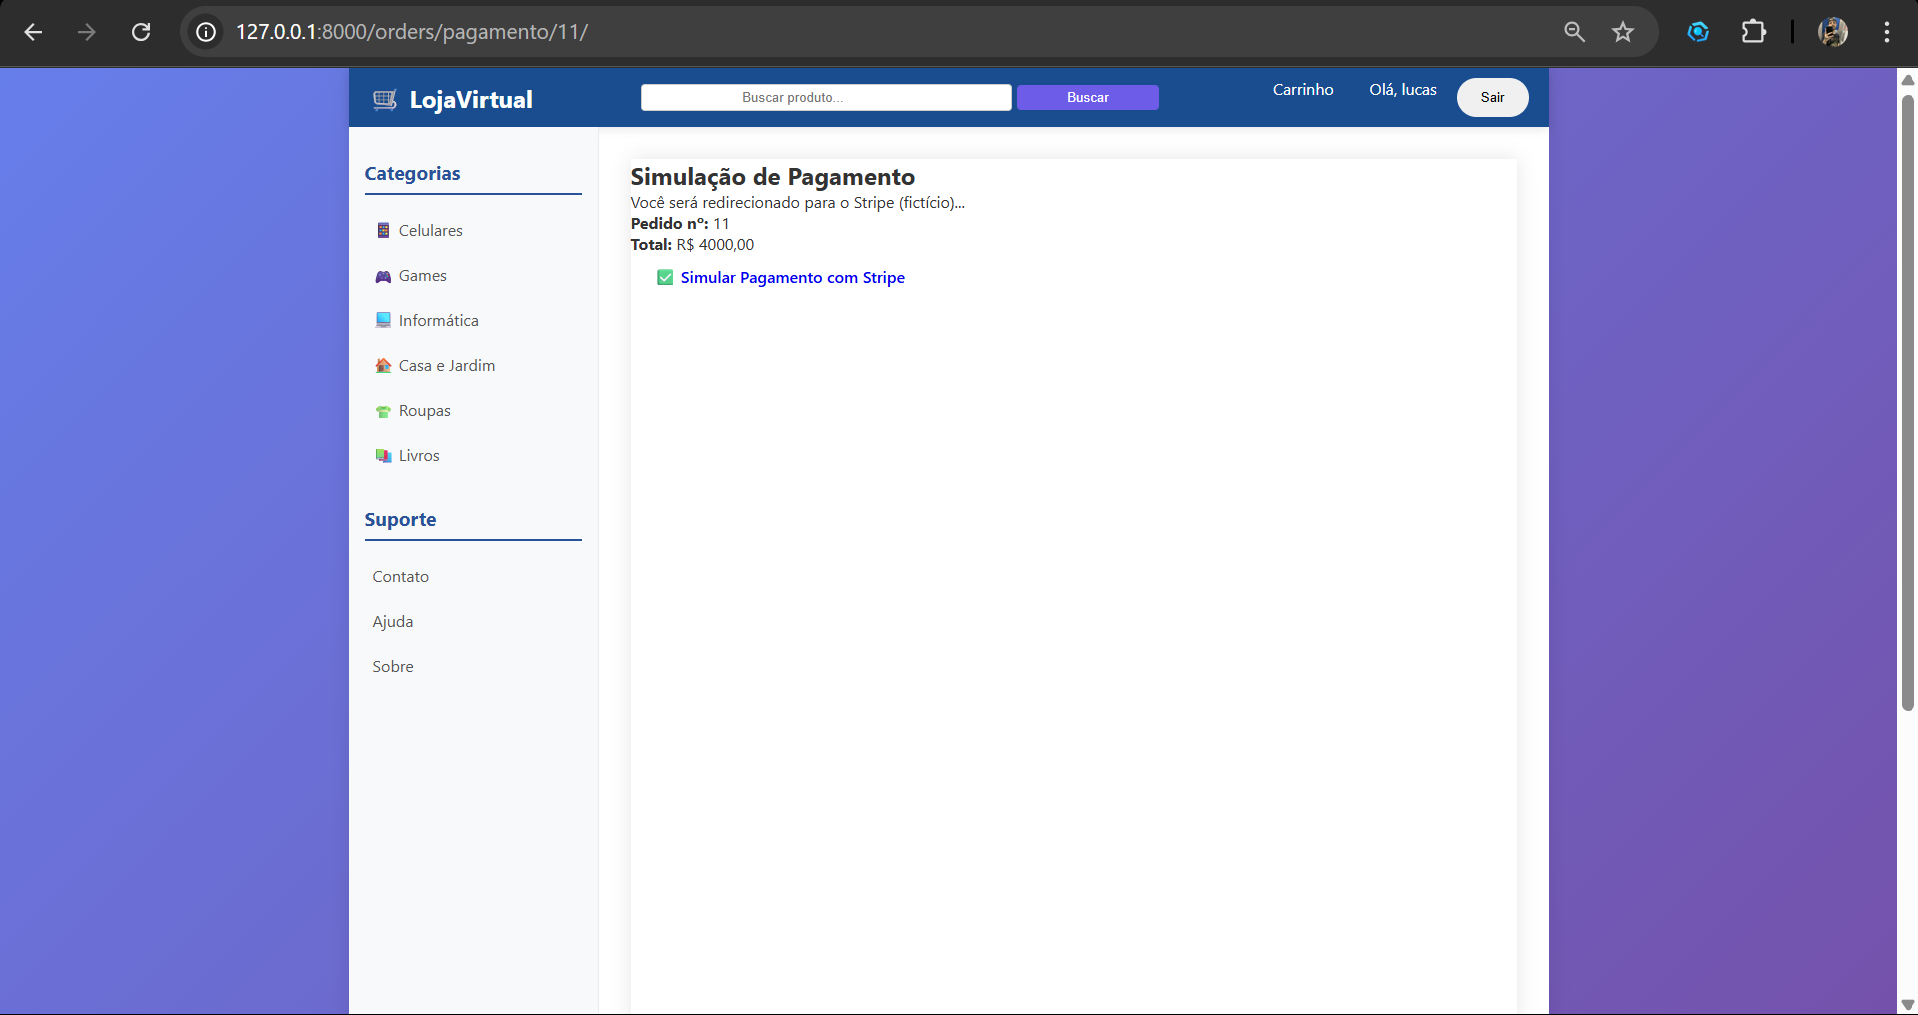 127.0.0.1:8000/orders/pagamento/11/
LojaVirtual
Buscar produto...
Buscar
Carrinho
Olá, lucas
Sair
Categorias
Celulares
Games
Informática
Casa e Jardim
Roupas
Livros
Suporte
Contato
Ajuda
Sobre
Simulação de Pagamento
Você será redirecionado para o Stripe (fictício)...
Pedido nº: 11
Total: R$ 4000,00
✅ Simular Pagamento com Stripe